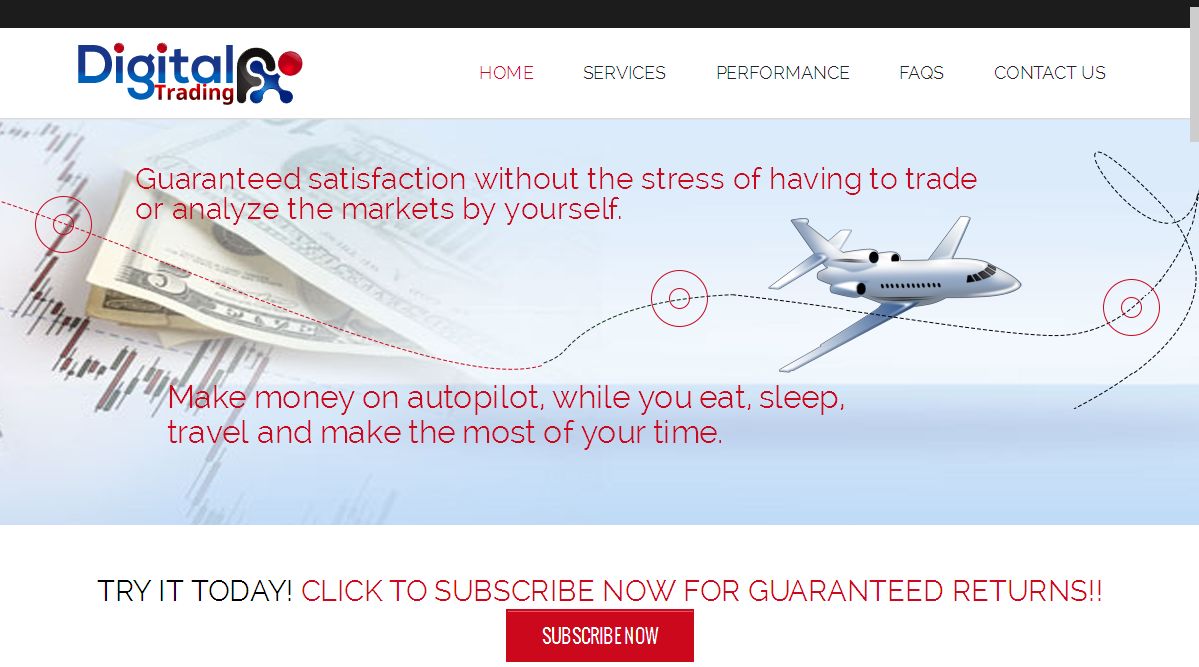 Digital
Trading
HOME SERVICES PERFORMANCE FAQS CONTACT US
Guaranteed satisfaction without the stress of having to trade
or analyze the markets by yourself.
5
FIVE
Make money on autopilot, while you eat, sleep,
travel and make the most of your time.
TRY IT TODAY! CLICK TO SUBSCRIBE NOW FOR GUARANTEED RETURNS!!
SUBSCRIBE NOW